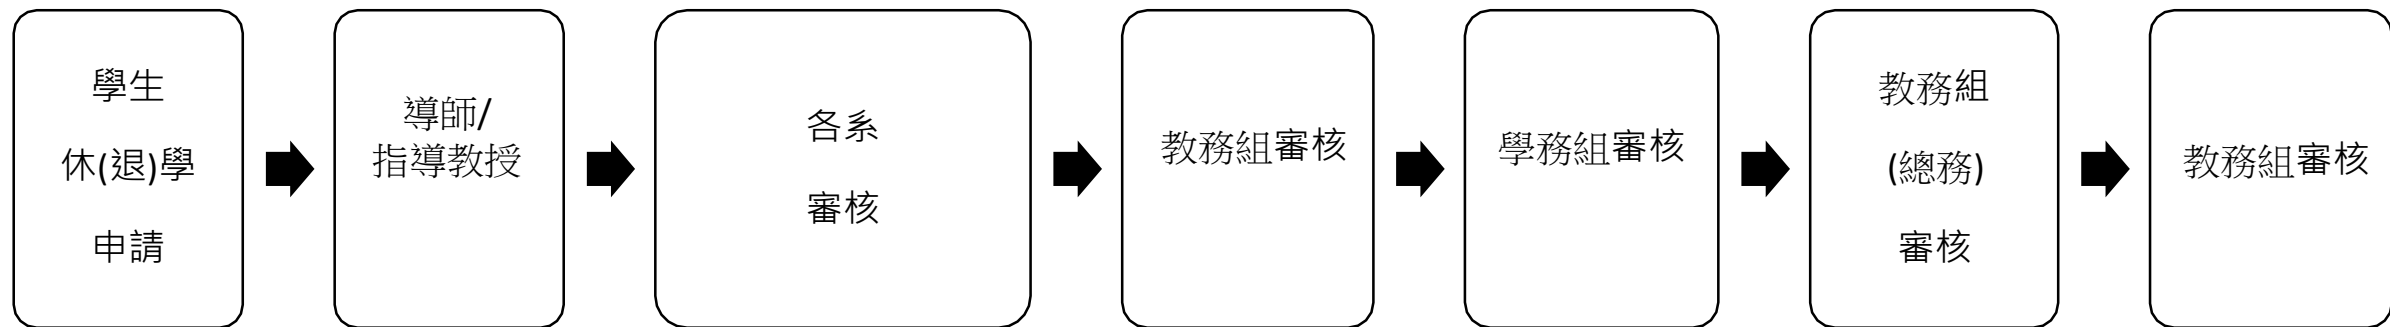 學生
休(退)學
申請
導師/
指導教授
各系
審核
教務組審核
學務組審核
教務組
(總務)
審核
教務組審核